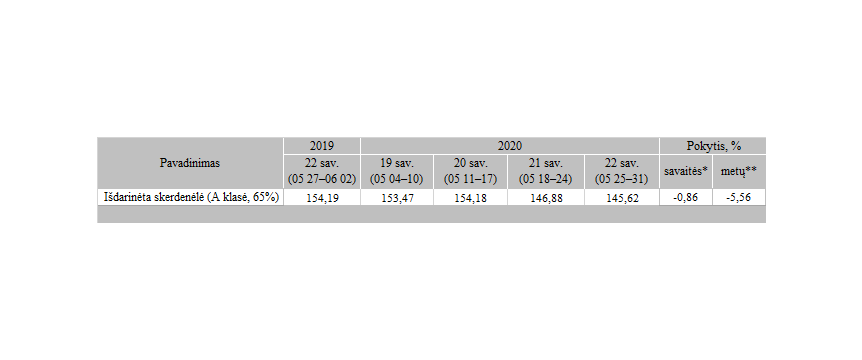 Pavadinimas 2019 2020 Pokytis, %
22 sav. (05 27–06 02) 19 sav. (05 04–10) 20 sav. (05 11–17) 21 sav. (05 18–24) 22 sav. (05 25–31) savaitės* metų**
Išdarinėta skerdenėlė (A klasė, 65%) 154,19 153,47 154,18 146,88 145,62 -0,86 -5,56